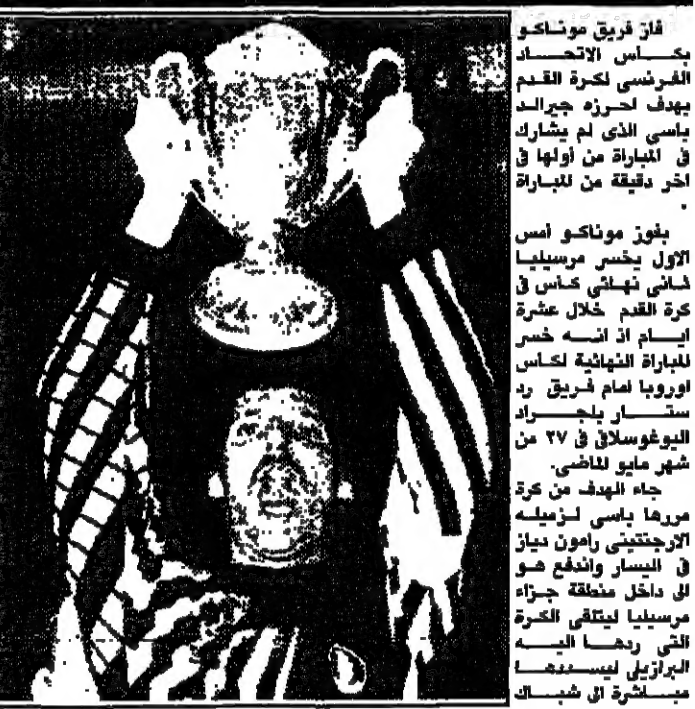 فاز فريق موناكو
بكأس الاتحاد
الفرنسى لكرة القدم
بهدف احرزه جيرالد
باسى الذى لم يشارك
فى المباراة من أولها فى
اخر دقيقة من المباراة
.
بفوز موناكو امس
الاول يخسر مرسيليا
ثانى نهائى كأس فى
كرة القدم خلال عشرة
ايام اذ انه خسر
المباراة النهائية لكأس
اوروبا امام فريق رد
ستار بلجراد
اليوغوسلافى فى ٢٧ من
شهر مايو الماضى.
جاء الهدف من كرة
مررها باسى لزميله
الارجنتينى رامون دياز
فى اليسار واندفع هو
الى داخل منطقة جزاء
مرسيليا ليتلقى الكرة
التى ردها اليه
البرازيلى ليسددها
مباشرة الى شباك